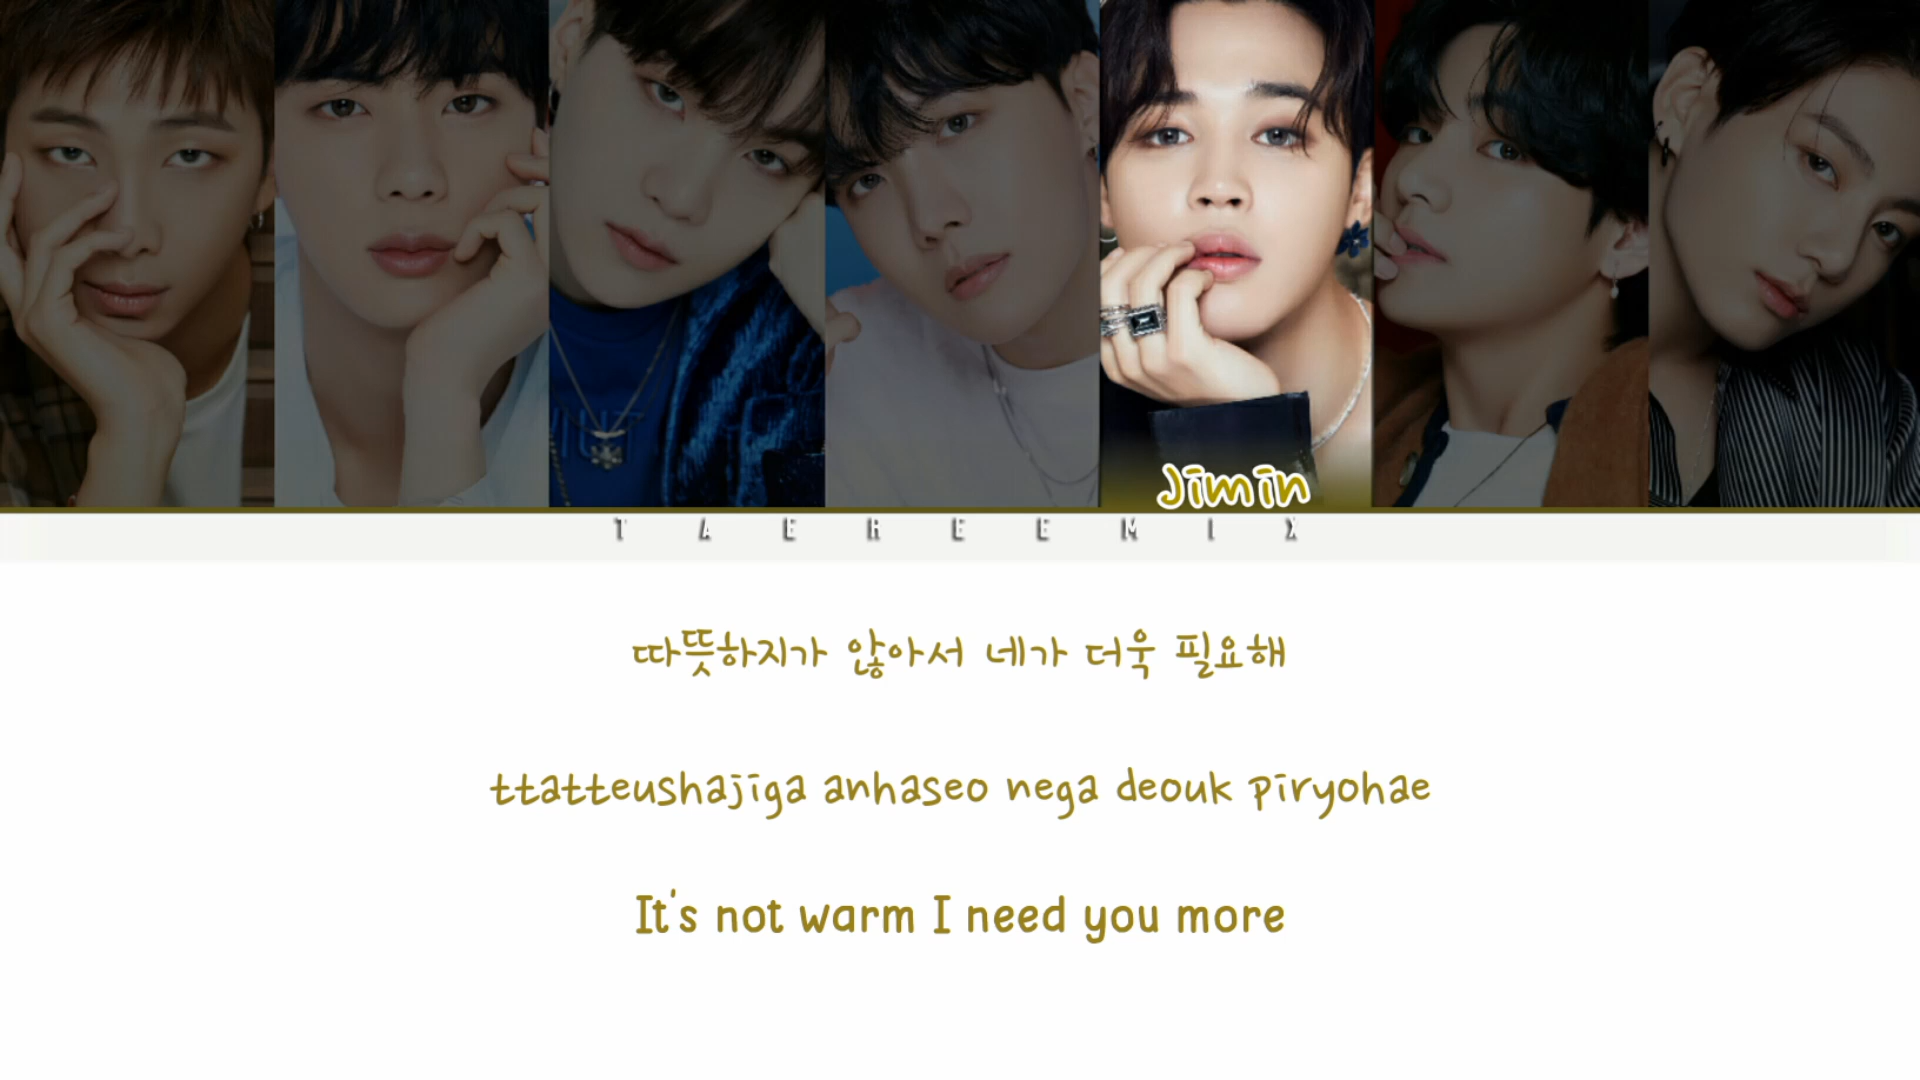 Jimin
TAEREEMIX
따뜻하지가 않아서 네가 더욱 필요해
ttatteushajiga anhaseo nega deouk piryohae
It's not warm I need you more